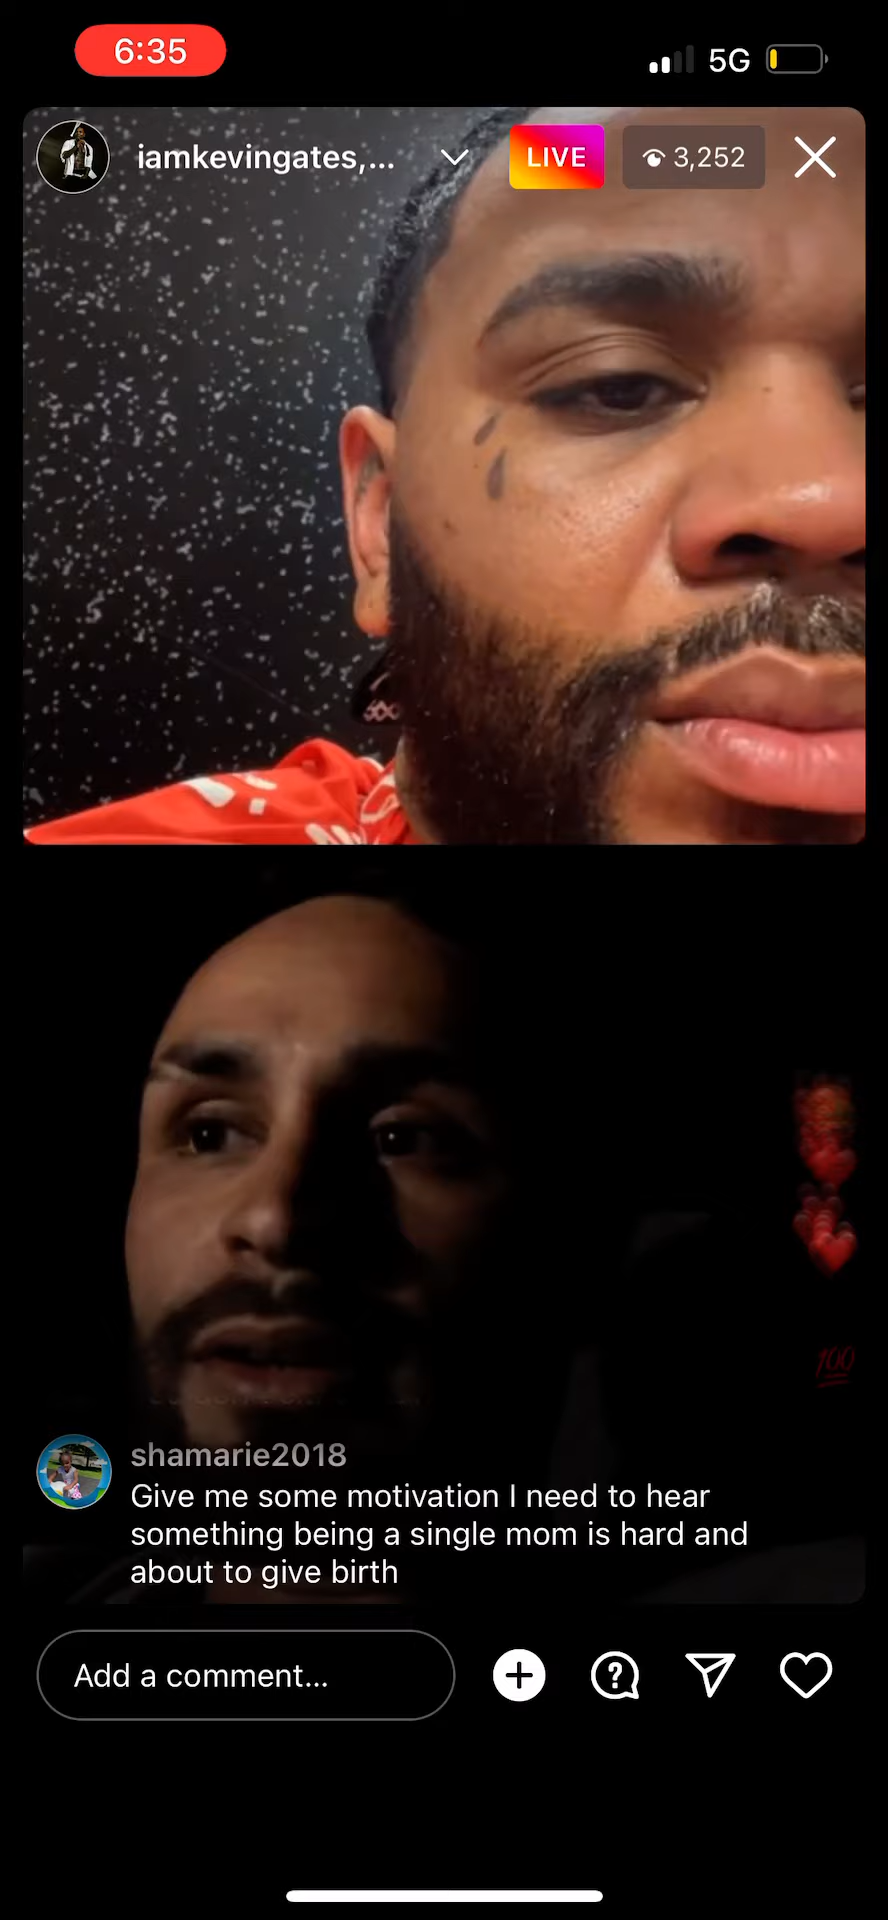 6:35
5G
iamkevingates,...
LIVE
3,252
100
shamarie2018
Give me some motivation I need to hear
something being a single mom is hard and
about to give birth
Add a comment...